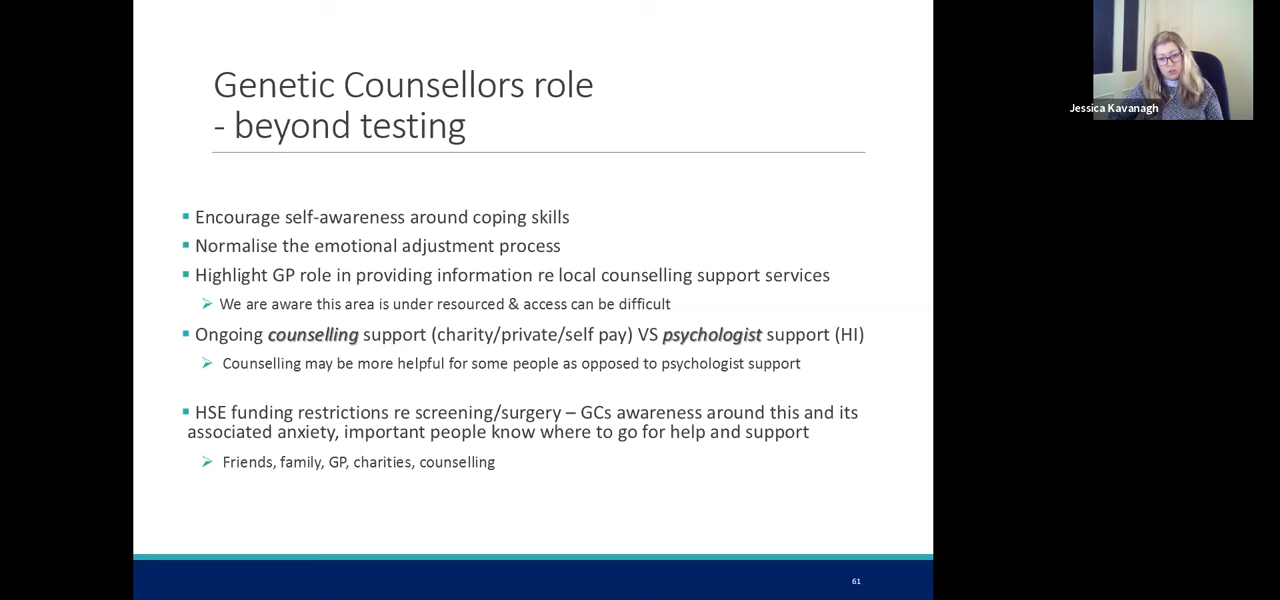 Genetic Counsellors role
- beyond testing
Jessica Kavanagh
Encourage self-awareness around coping skills
Normalise the emotional adjustment process
Highlight GP role in providing information re local counselling support services
We are aware this area is under resourced & access can be difficult
Ongoing counselling support (charity/private/self pay) VS psychologist support (HI)
Counselling may be more helpful for some people as opposed to psychologist support
HSE funding restrictions re screening/surgery – GCs awareness around this and its
associated anxiety, important people know where to go for help and support
Friends, family, GP, charities, counselling
61